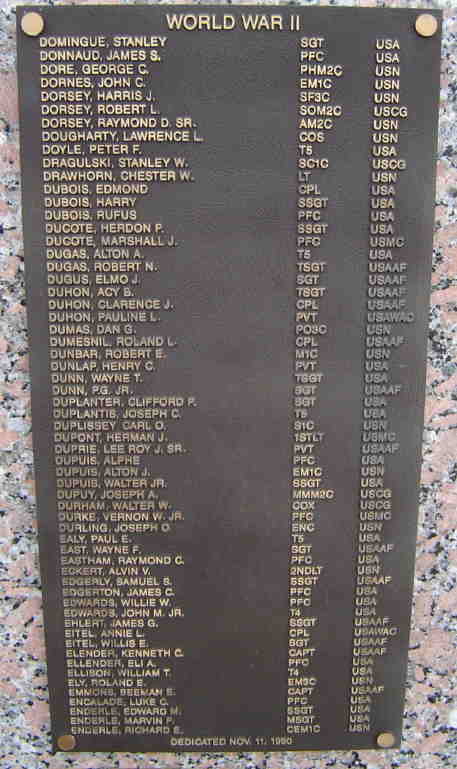 WORLD WAR II
DOMINGUE, STANLEY SGT USA
DONNAUD, JAMES S. PFC USA
DORE, GEORGE C. PHM2C USN
DORNES, JOHN C. EM1C USN
DORSEY, HARRIS J. SF3C USN
DORSEY, ROBERT L. SOM2C USCG
DORSEY, RAYMOND D. SR. AM2C USN
DOUGHARTY, LAWRENCE L. COS USN
DOYLE, PETER F. T5 USA
DRAGULSKI, STANLEY W. SC1C USCG
DRAWHORN, CHESTER W. LT USN
DUBOIS, EDMOND CPL USA
DUBOIS, HARRY SSGT USA
DUBOIS, RUFUS PFC USA
DUCOTE, HERDON P. SSGT USA
DUCOTE, MARSHALL J. PFC USMC
DUGAS, ALTON A. T5 USA
DUGAS, ROBERT N. TSGT USAAF
DUGUS, ELMO J. SGT USAAF
DUHON, ACY B. TSGT USAAF
DUHON, CLARENCE J. CPL USAAF
DUHON, PAULINE L. PVT USAWAC
DUMAS, DAN G. PO3C USN
DUMESNIL, ROLAND L. CPL USAAF
DUNBAR, ROBERT E. M1C USN
DUNLAP, HENRY C. PVT USA
DUNN, WAYNE T. TSGT USA
DUNN, P.G. JR. SGT USAAF
DUPLANTER, CLIFFORD P. SGT USA
DUPLANTIS, JOSEPH C. T5 USA
DUPLISSEY, CARL O. S1C USN
DUPONT, HERMAN J. 1STLT USMC
DUPRIE, LEE ROY J. SR. PVT USAAF
DUPUIS, ALPHE PFC USA
DUPUIS, ALTON J. EM1C USN
DUPUIS, WALTER JR. SSGT USA
DUPUY, JOSEPH A. MMM2C USCG
DURHAM, WALTER W. COX USCG
DURKE, VERNON W. JR. PFC USMC
DURLING, JOSEPH O. ENC USN
EALY, PAUL E. T5 USA
EAST, WAYNE F. SGT USAAF
EASTHAM, RAYMOND C. PFC USA
ECKERT, ALVIN V. 2NDLT USN
EDGERLY, SAMUEL S. SSGT USAAF
EDGERTON, JAMES C. PFC USA
EDWARDS, WILLIE W. PFC USA
EDWARDS, JOHN M. JR. T4 USA
EHLERT, JAMES G. SSGT USAAF
EITEL, ANNIE L. CPL USAWAC
EITEL, WILLIS E. SGT USAAF
ELENDER, KENNETH C. CAPT USAAF
ELLENDER, ELI A. PFC USA
ELLISON, WILLIAM T. T4 USA
ELY, ROLAND E. EM3C USN
EMMONS, BEEMAN E. CAPT USAAF
ENCALADE, LUKE C. PFC USA
ENDERLE, EDWARD M. SSGT USA
ENDERLE, MARVIN F. MSGT USA
ENDERLE, RICHARD E. CEM1C USN
DEDICATED NOV. 11, 1990